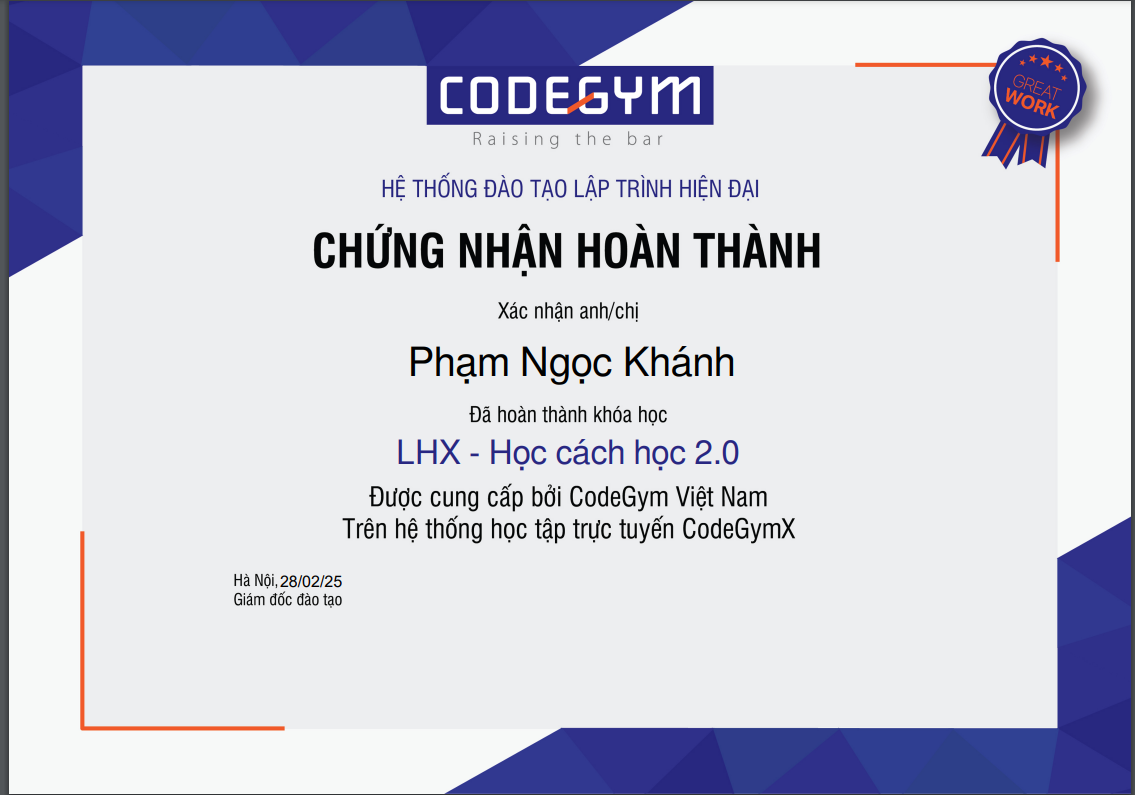 CODEGYM
Raising the bar
GREAT
WORK
HỆ THỐNG ĐÀO TẠO LẬP TRÌNH HIỆN ĐẠI
CHỨNG NHẬN HOÀN THÀNH
Xác nhận anh/chị
Phạm Ngọc Khánh
Đã hoàn thành khóa học
LHX - Học cách học 2.0
Được cung cấp bởi CodeGym Việt Nam
Trên hệ thống học tập trực tuyến CodeGymX
Hà Nội, 28/02/25
Giám đốc đào tạo